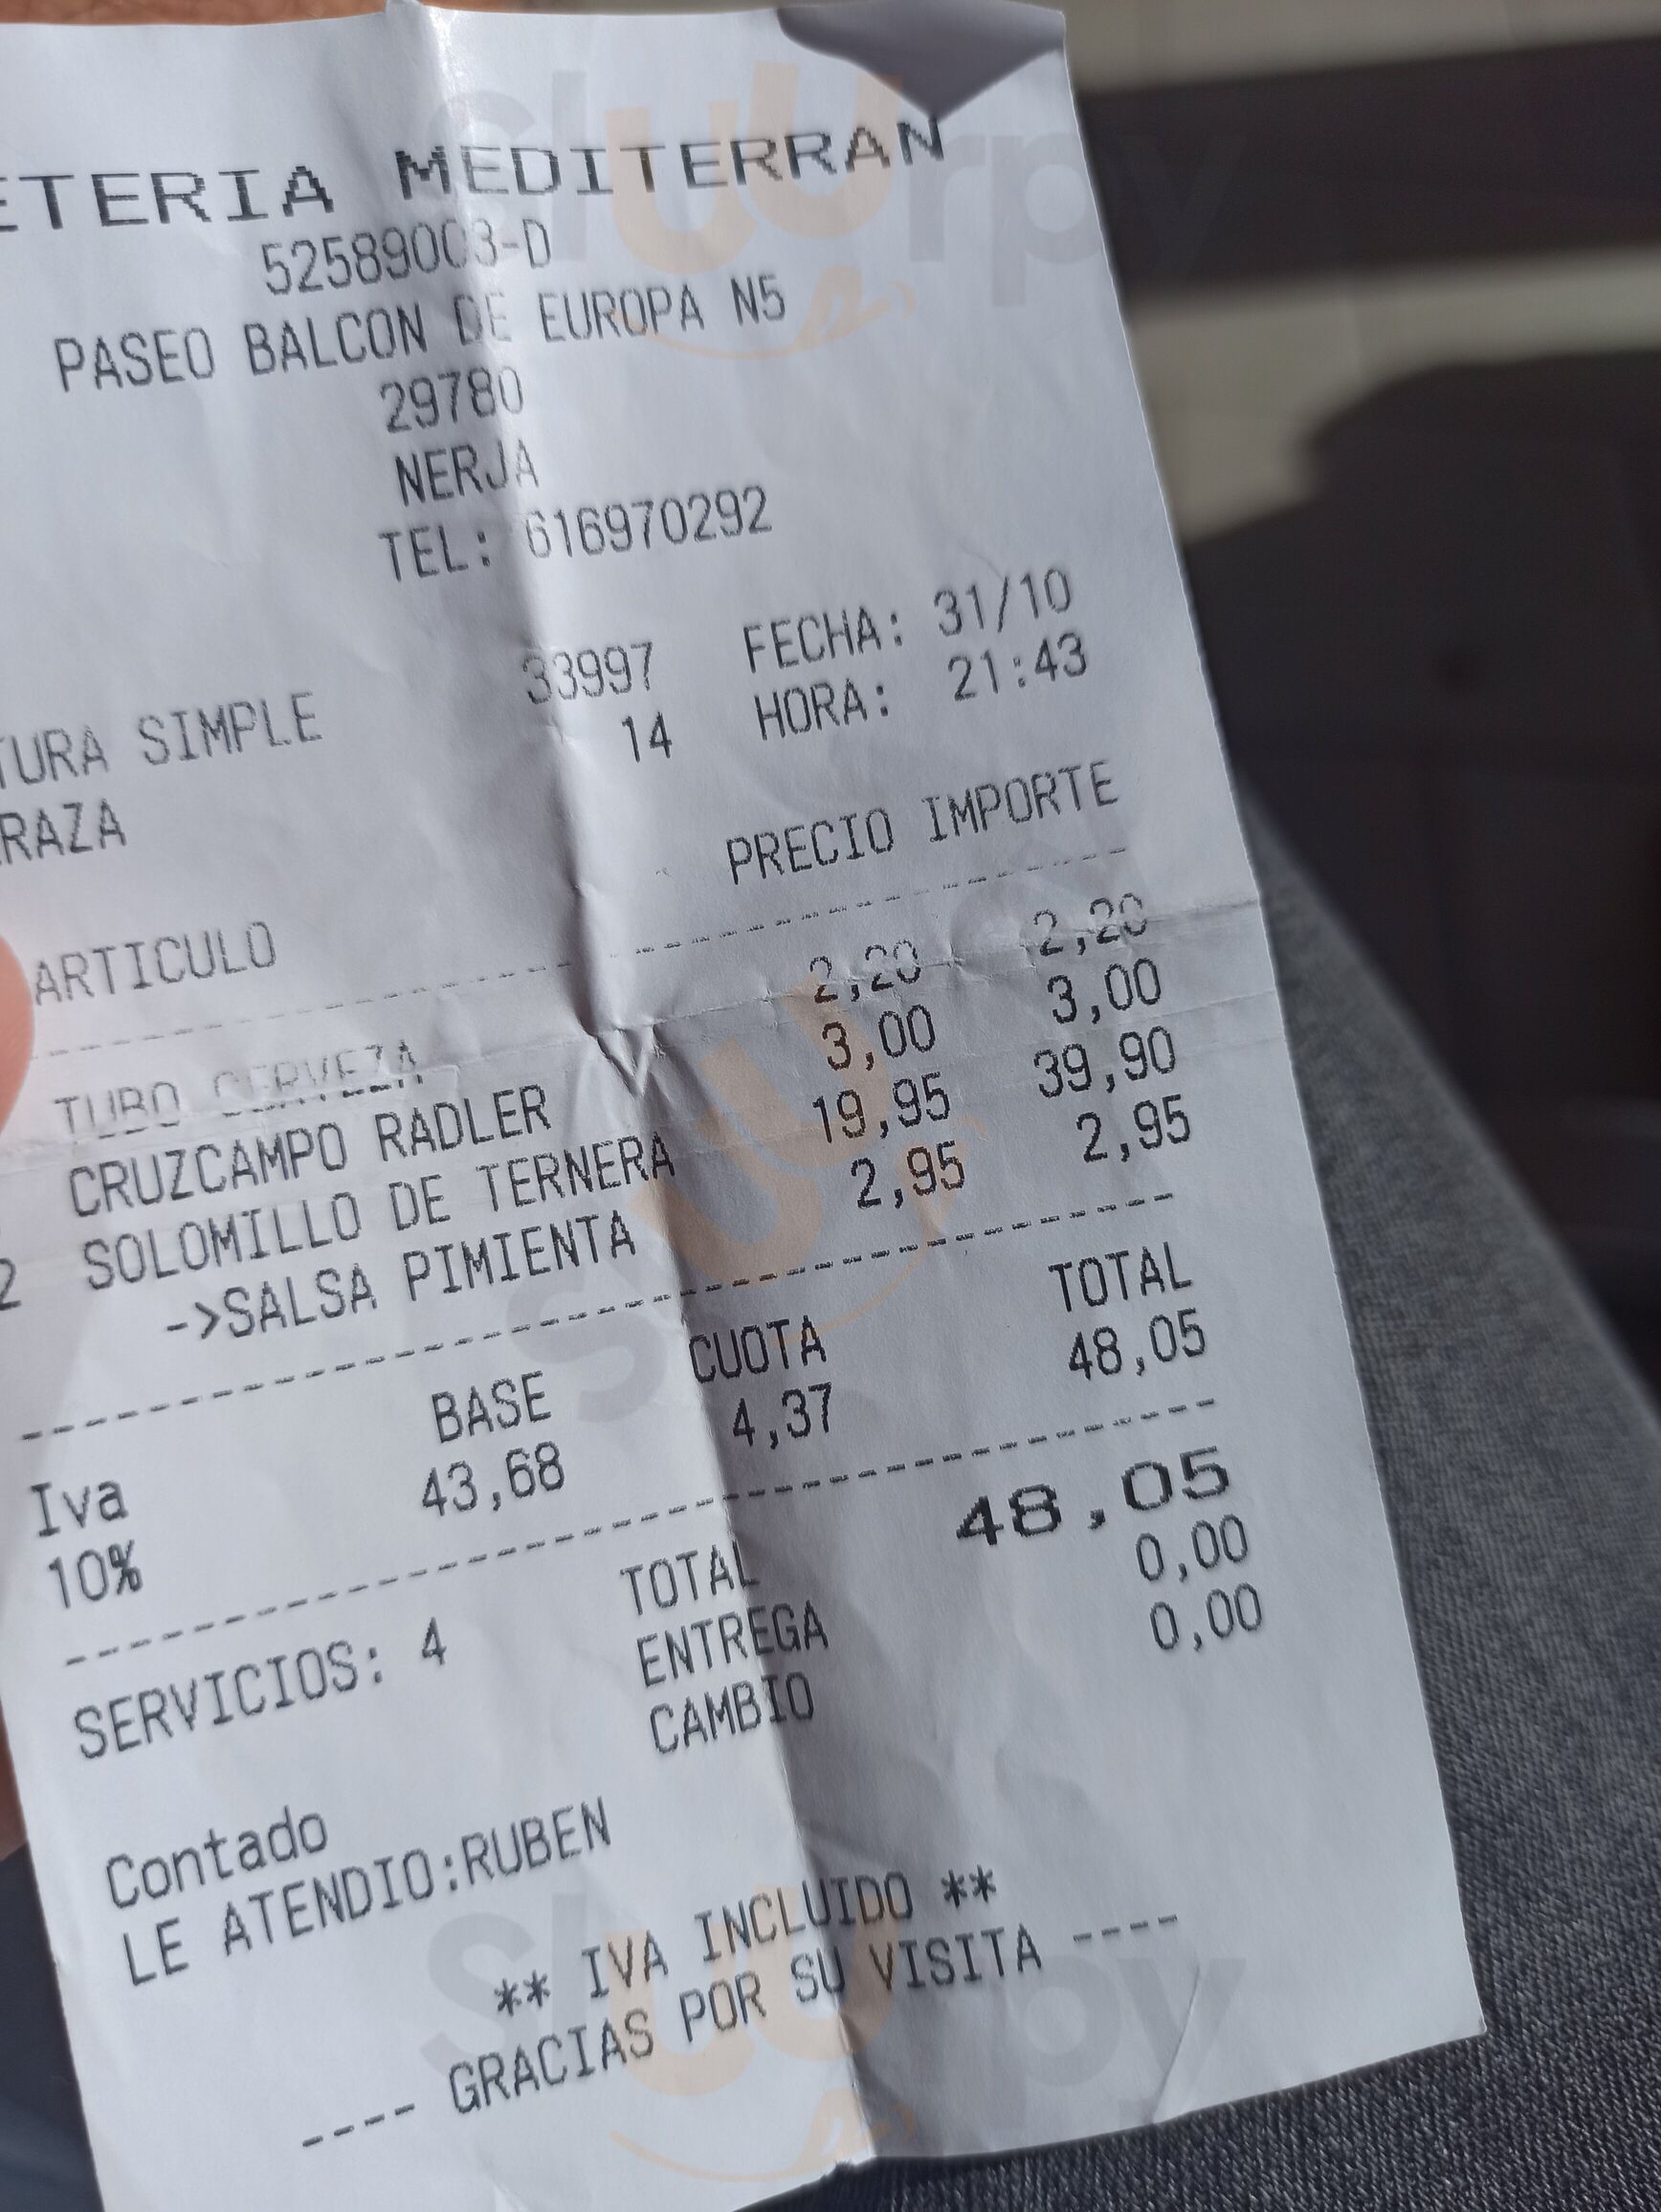 ETERIA MEDITERRAN
52589003-D
PASEO BALCON DE EUROPA N5
29780
NERJA
TEL: 616970292
TURA SIMPLE 33997 FECHA: 31/10
RAZA 14 HORA: 21:43
ARTICULO PRECIO IMPORTE
TUBO CERVEZA 2,20 2,20
CRUZCAMPO RADLER 3,00 3,00
2 SOLOMILLO DE TERNERA 19,95 39,90
->SALSA PIMIENTA 2,95 2,95
Iva BASE CUOTA TOTAL
10% 43,68 4,37 48,05
SERVICIOS: 4 TOTAL 48,05
ENTREGA 0,00
CAMBIO 0,00
Contado
LE ATENDIO:RUBEN
** IVA INCLUIDO **
---- GRACIAS POR SU VISITA ----
sluurpy
sluurpy